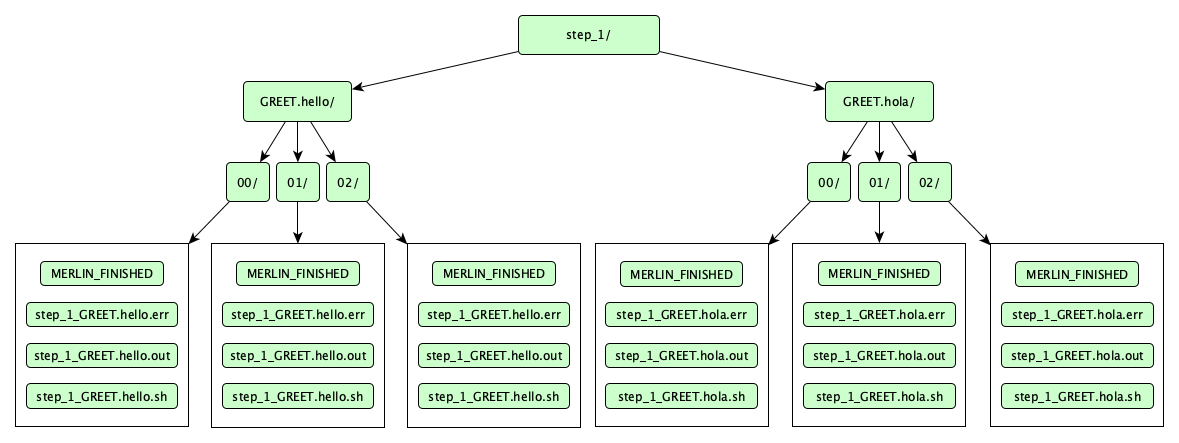 step_1/
GREET.hello/
GREET.hola/
00/
01/
02/
00/
01/
02/
MERLIN_FINISHED
step_1_GREET.hello.err
step_1_GREET.hello.out
step_1_GREET.hello.sh
MERLIN_FINISHED
step_1_GREET.hello.err
step_1_GREET.hello.out
step_1_GREET.hello.sh
MERLIN_FINISHED
step_1_GREET.hello.err
step_1_GREET.hello.out
step_1_GREET.hello.sh
MERLIN_FINISHED
step_1_GREET.hola.err
step_1_GREET.hola.out
step_1_GREET.hola.sh
MERLIN_FINISHED
step_1_GREET.hola.err
step_1_GREET.hola.out
step_1_GREET.hola.sh
MERLIN_FINISHED
step_1_GREET.hola.err
step_1_GREET.hola.out
step_1_GREET.hola.sh